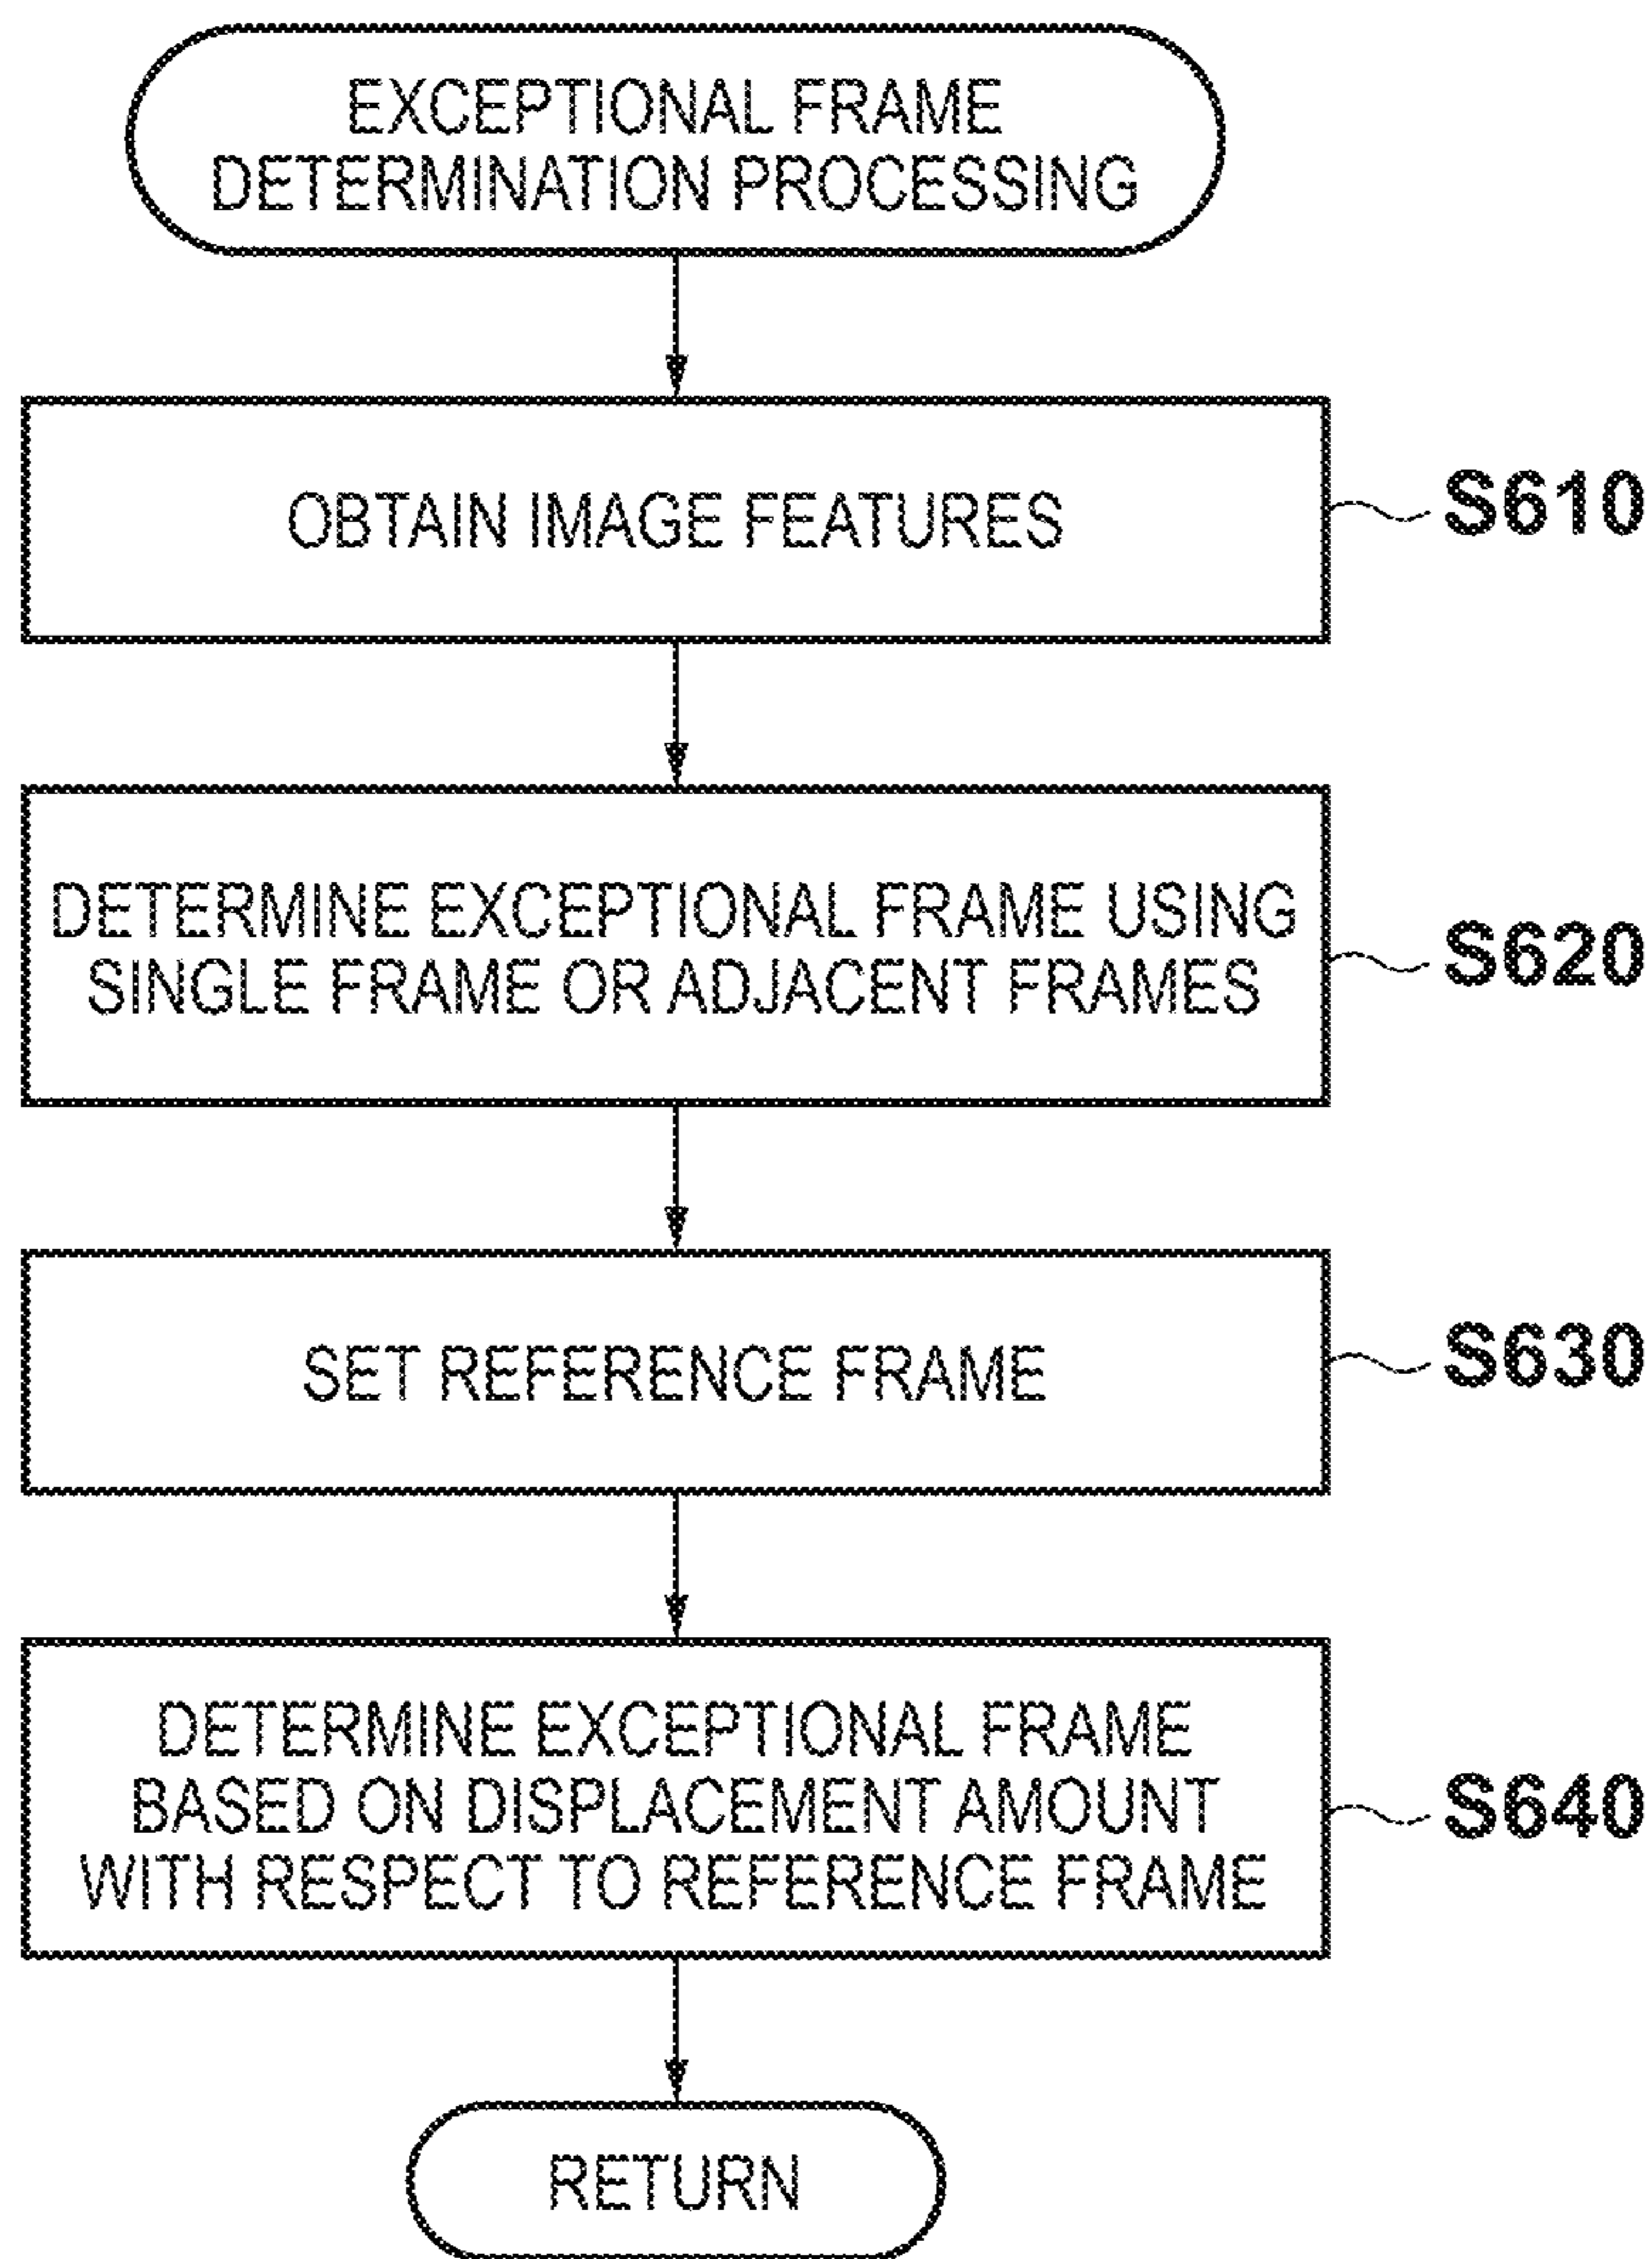 EXCEPTIONAL FRAME
DETERMINATION PROCESSING
OBTAIN IMAGE FEATURES
S610
DETERMINE EXCEPTIONAL FRAME USING
SINGLE FRAME OR ADJACENT FRAMES
S620
SET REFERENCE FRAME
S630
DETERMINE EXCEPTIONAL FRAME
BASED ON DISPLACEMENT AMOUNT
WITH RESPECT TO REFERENCE FRAME
S640
RETURN